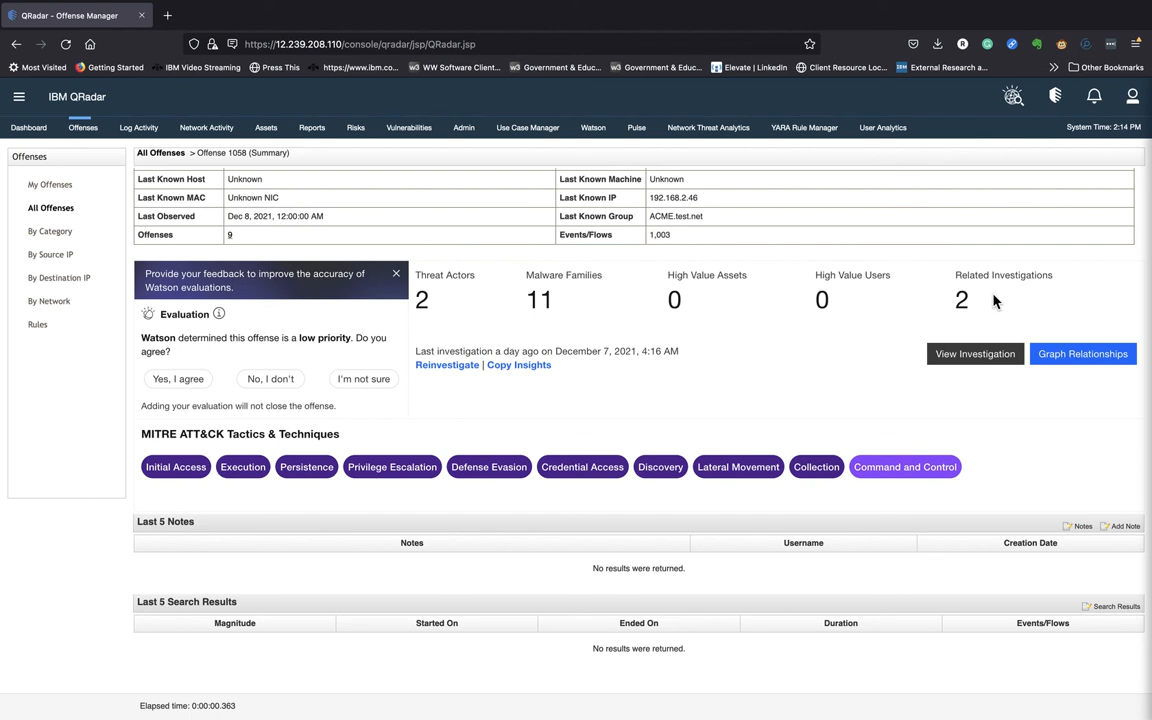 QRadar - Offense Manager
https://12.239.208.110/console/qradar/jsp/QRadar.jsp
Most Visited Getting Started IBM Video Streaming Press This https://www.ibm.co... WW Software Client... Government & Educ... Government & Educ... Elevate | LinkedIn Client Resource Loc... External Research a... Other Bookmarks
IBM QRadar
Dashboard Offenses Log Activity Network Activity Assets Reports Risks Vulnerabilities Admin Use Case Manager Watson Pulse Network Threat Analytics YARA Rule Manager User Analytics System Time: 2:14 PM
Offenses
My Offenses
All Offenses
By Category
By Source IP
By Destination IP
By Network
Rules
All Offenses > Offense 1058 (Summary)
Last Known Host Unknown Last Known Machine Unknown
Last Known MAC Unknown NIC Last Known IP 192.168.2.46
Last Observed Dec 8, 2021, 12:00:00 AM Last Known Group ACME.test.net
Offenses 9 Events/Flows 1,003
Provide your feedback to improve the accuracy of
Watson evaluations.
Evaluation
Watson determined this offense is a low priority. Do you
agree?
Yes, I agree No, I don't I'm not sure
Adding your evaluation will not close the offense.
Threat Actors Malware Families High Value Assets High Value Users Related Investigations
2 11 0 0 2
Last investigation a day ago on December 7, 2021, 4:16 AM
Reinvestigate | Copy Insights
View Investigation Graph Relationships
MITRE ATT&CK Tactics & Techniques
Initial Access Execution Persistence Privilege Escalation Defense Evasion Credential Access Discovery Lateral Movement Collection Command and Control
Last 5 Notes
Notes Add Note
Notes Username Creation Date
No results were returned.
Last 5 Search Results
Search Results
Magnitude Started On Ended On Duration Events/Flows
No results were returned.
Elapsed time: 0:00:00.363